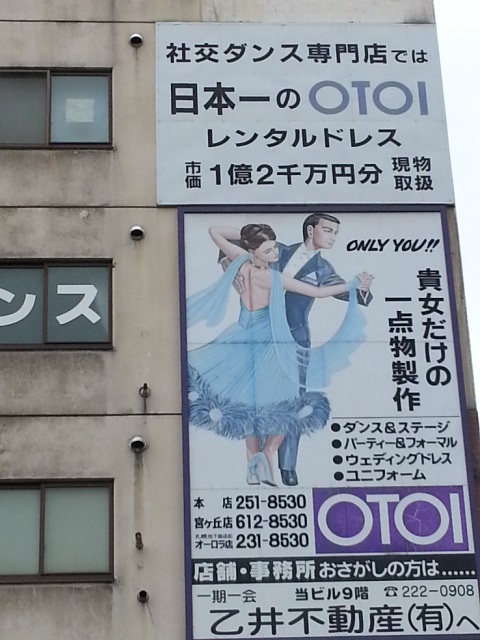 社交ダンス専門店では
日本一のOTOI
レンタルドレス
市価1億2千万円分現物取扱
ンス
ONLY YOU!!
貴女だけの
一点物製作
●ダンス&ステージ
●パーティー&フォーマル
●ウェディングドレス
●ユニフォーム
本 店 251-8530
宮ヶ丘店 612-8530
オーロラ店 231-8530
OTOI
店舗・事務所おさがしの方は......
一期一会 当ビル9階 ☎222-0908
乙井不動産(有)へ